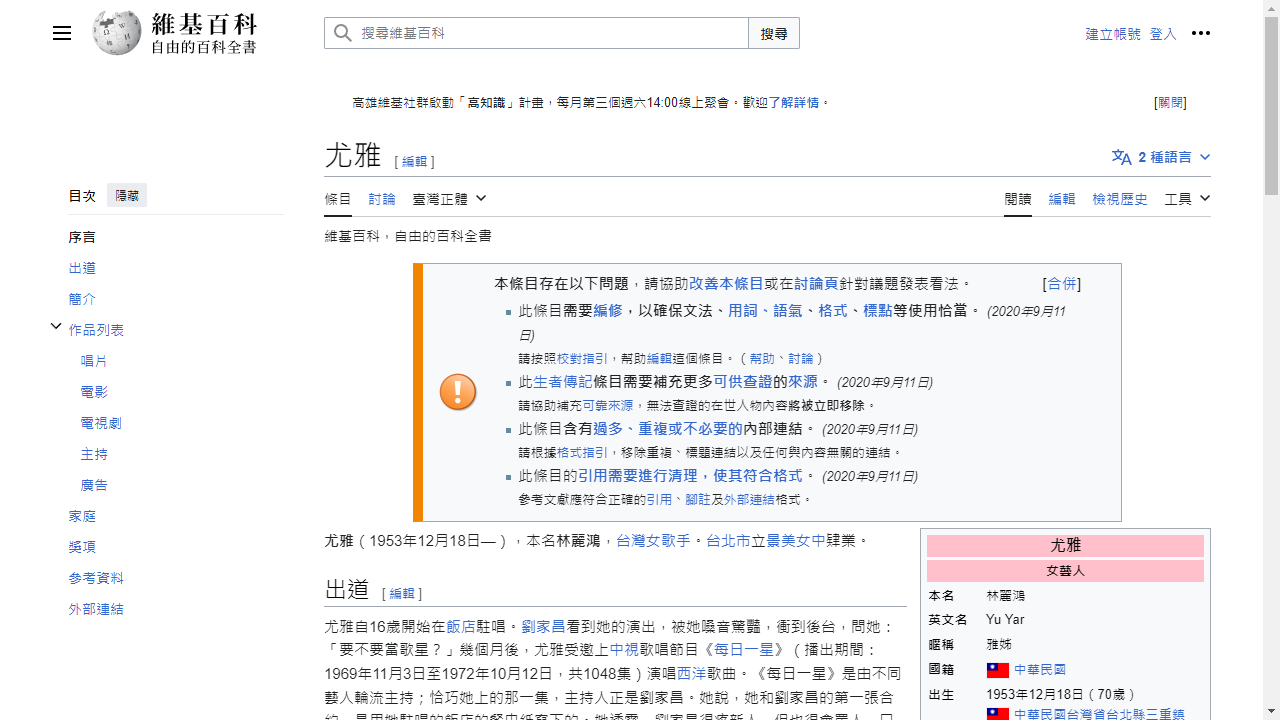 維基百科
自由的百科全書
搜尋維基百科
搜尋
建立帳號 登入
高雄維基社群啟動「高知識」計畫，每月第三個週六14:00線上聚會。歡迎了解詳情。
[關閉]
尤雅 [ 編輯 ]
2 種語言
目次 隱藏
條目 討論 臺灣正體
閱讀 編輯 檢視歷史 工具
維基百科，自由的百科全書
序言
出道
簡介
作品列表
唱片
電影
電視劇
主持
廣告
家庭
獎項
參考資料
外部連結
本條目存在以下問題，請協助改善本條目或在討論頁針對議題發表看法。
[合併]
此條目需要編修，以確保文法、用詞、語氣、格式、標點等使用恰當。 (2020年9月11
日)
請按照校對指引，幫助編輯這個條目。（幫助、討論）
此生者傳記條目需要補充更多可供查證的來源。 (2020年9月11日)
請協助補充可靠來源，無法查證的在世人物內容將被立即移除。
此條目含有過多、重複或不必要的內部連結。 (2020年9月11日)
請根據格式指引，移除重複、標題連結以及任何與內容無關的連結。
此條目的引用需要進行清理，使其符合格式。 (2020年9月11日)
參考文獻應符合正確的引用、腳註及外部連結格式。
尤雅（1953年12月18日—），本名林麗鴻，台灣女歌手。台北市立景美女中肄業。
出道 [ 編輯 ]
尤雅自16歲開始在飯店駐唱。劉家昌看到她的演出，被她嗓音驚豔，衝到後台，問她：
「要不要當歌星？」幾個月後，尤雅受邀上中視歌唱節目《每日一星》（播出期間：
1969年11月3日至1972年10月12日，共1048集）演唱西洋歌曲。《每日一星》是由不同
藝人輪流主持；恰巧她上的那一集，主持人正是劉家昌。她說，她和劉家昌的第一張合
尤雅
女藝人
本名 林麗鴻
英文名 Yu Yar
暱稱 雅姊
國籍 中華民國
出生 1953年12月18日（70歲）
中華民國台灣省台北縣三重鎮